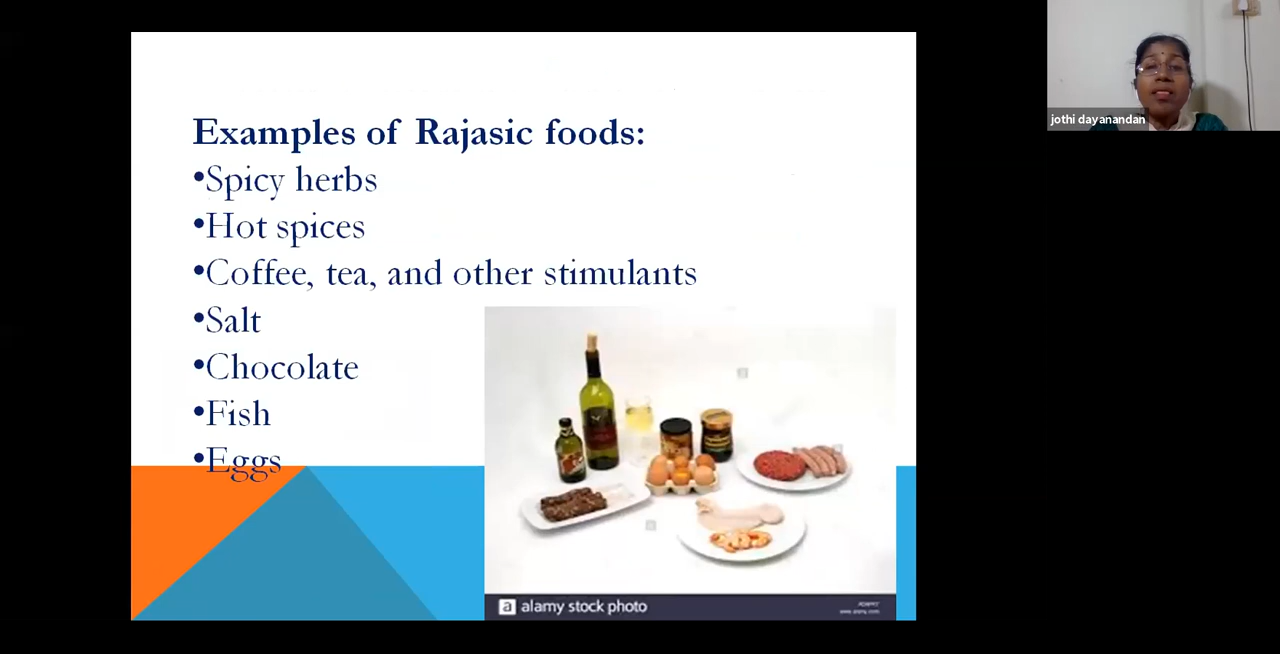 Examples of Rajasic foods:
•Spicy herbs
•Hot spices
•Coffee, tea, and other stimulants
•Salt
•Chocolate
•Fish
•Eggs
a alamy stock photo
jothi dayanandan